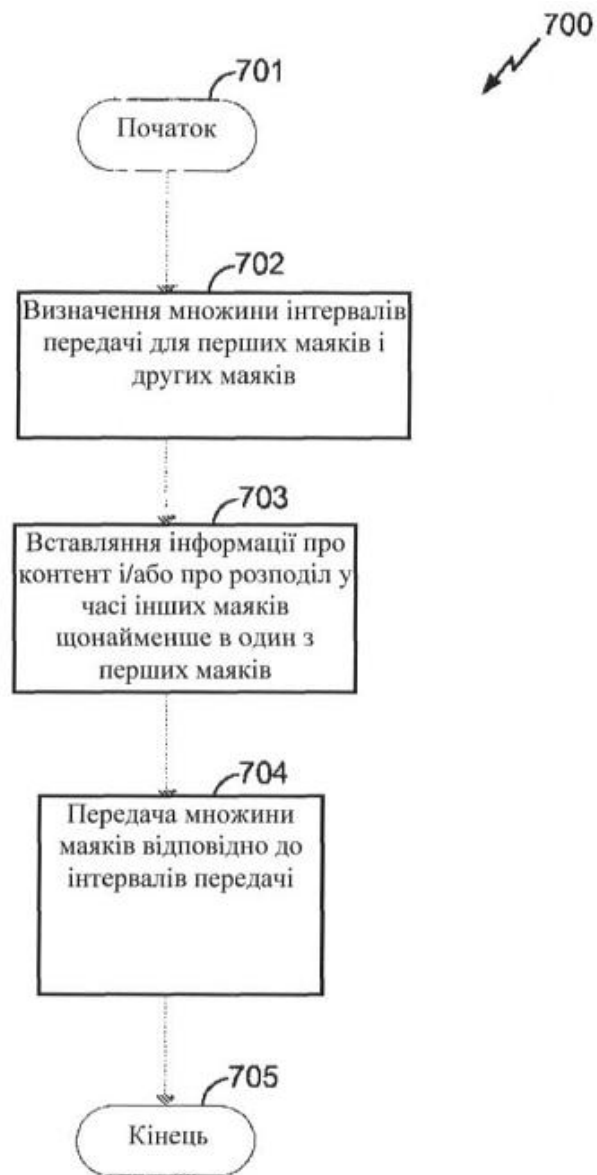 700
701
Початок
702
Визначення множини інтервалів
передачі для перших маяків і
других маяків
703
Вставляння інформації про
контент і/або про розподіл у
часі інших маяків
щонайменше в один з
перших маяків
704
Передача множини
маяків відповідно до
інтервалів передачі
705
Кінець